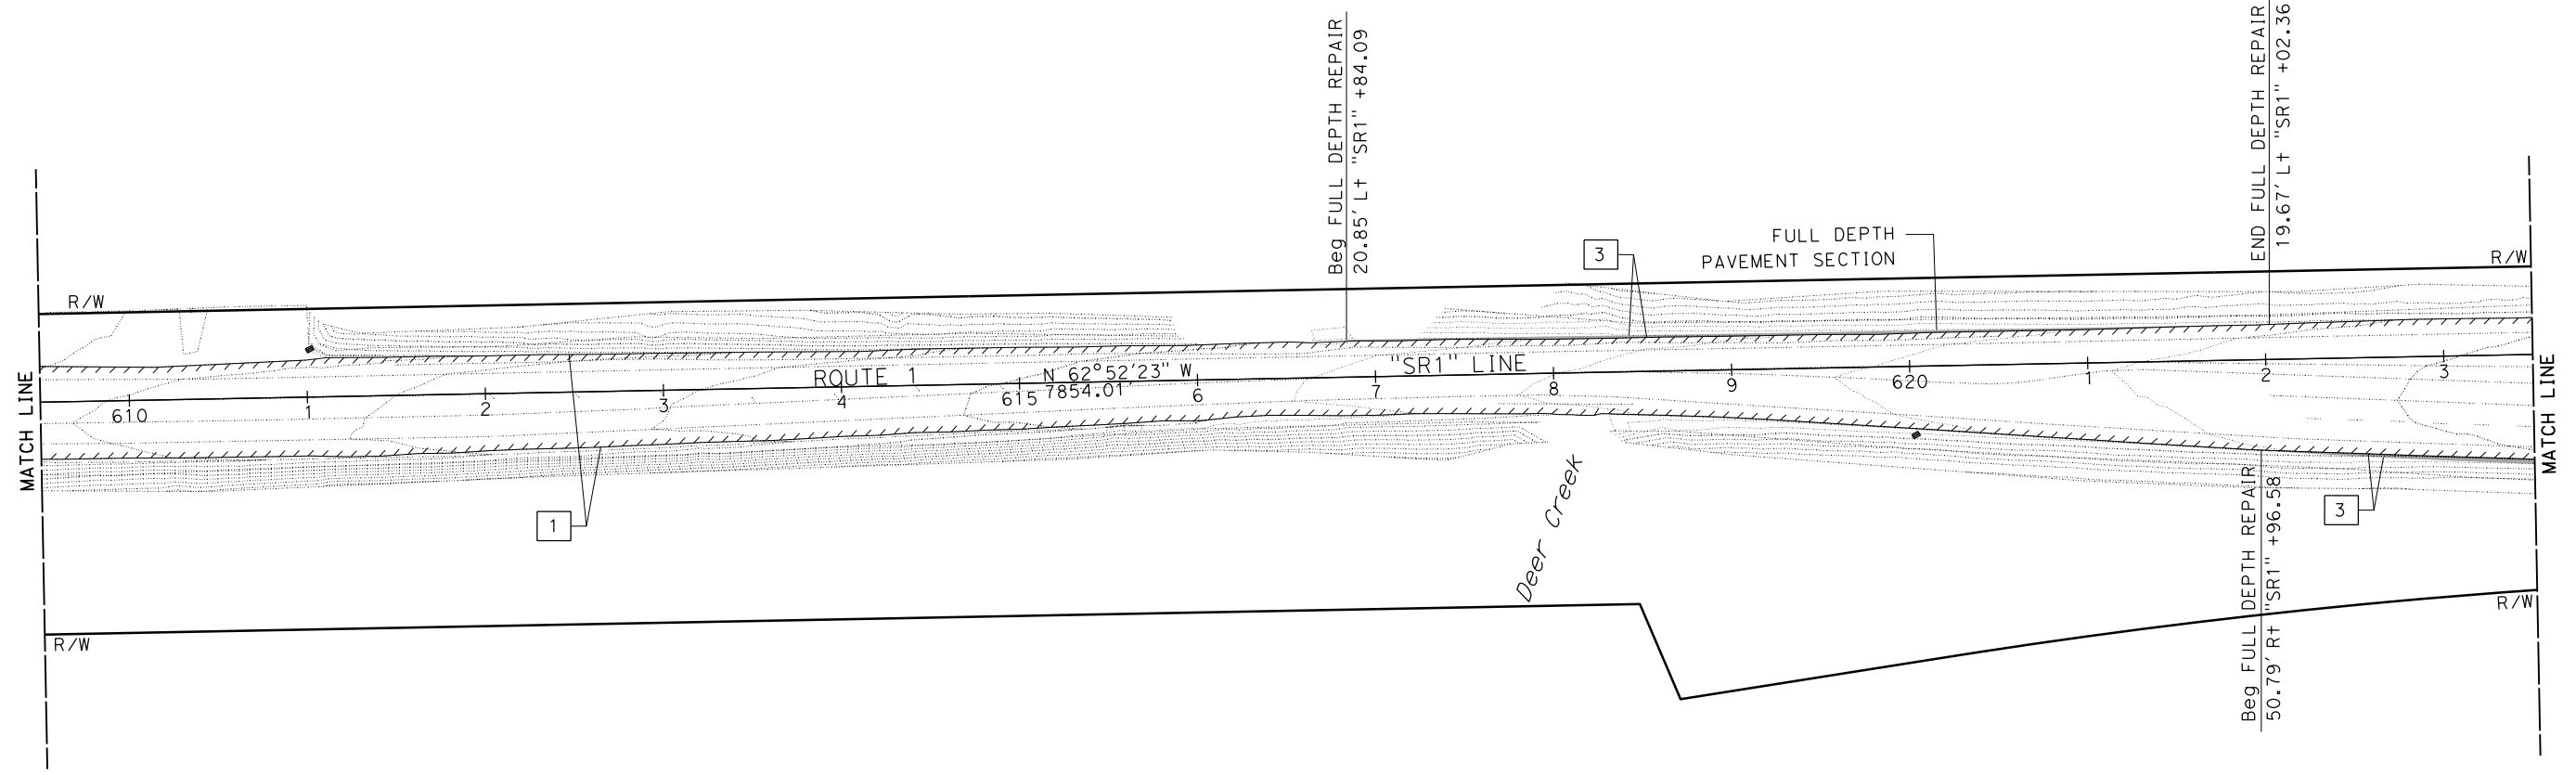 Beg FULL DEPTH REPAIR
20.85' Lt "SR1" +84.09
END FULL DEPTH REPAIR
19.67' Lt "SR1" +02.36
3
FULL DEPTH
PAVEMENT SECTION
R/W
R/W
MATCH LINE
MATCH LINE
ROUTE 1
N 62°52'23" W
7854.01'
"SR1" LINE
610
1
2
3
4
615
6
7
8
9
620
1
2
3
1
Deer Creek
3
Beg FULL DEPTH REPAIR
50.79' Rt "SR1" +96.58
R/W
R/W